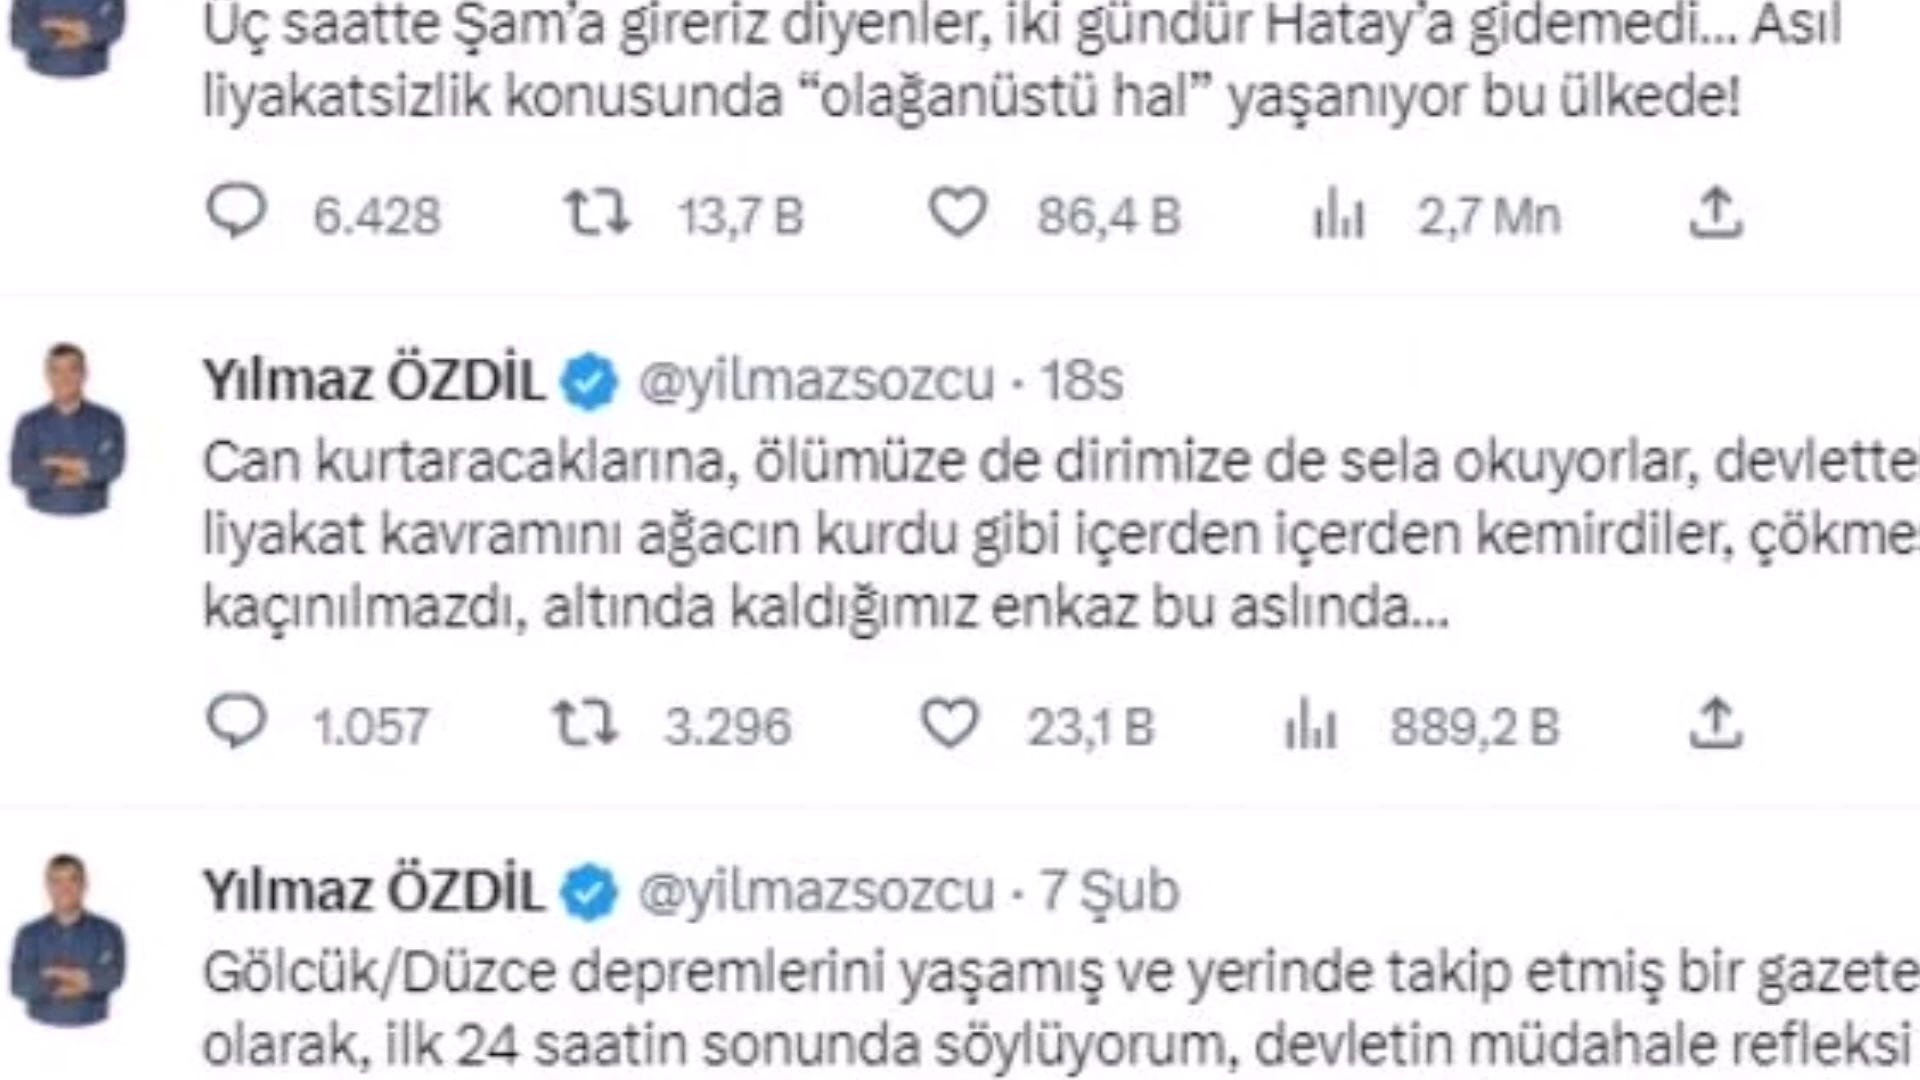 Üç saatte Şam'a gireriz diyenler, iki gündür Hatay'a gidemedi... Asıl
liyakatsizlik konusunda “olağanüstü hal” yaşanıyor bu ülkede!
6.428 13,7 B 86,4 B 2,7 Mn
Yılmaz ÖZDİL @yilmazsozcu · 18s
Can kurtaracaklarına, ölümüze de dirimize de sela okuyorlar,
liyakat kavramını ağacın kurdu gibi içerden içerden kemirdiler,
kaçınılmazdı, altında kaldığımız enkaz bu aslında...
1.057 3.296 23,1 B 889,2 B
Yılmaz ÖZDİL @yilmazsozcu · 7 Şub
Gölcük/Düzce depremlerini yaşamış ve yerinde takip etmiş bir
olarak, ilk 24 saatin sonunda söylüyorum, devletin müdahale refleksi